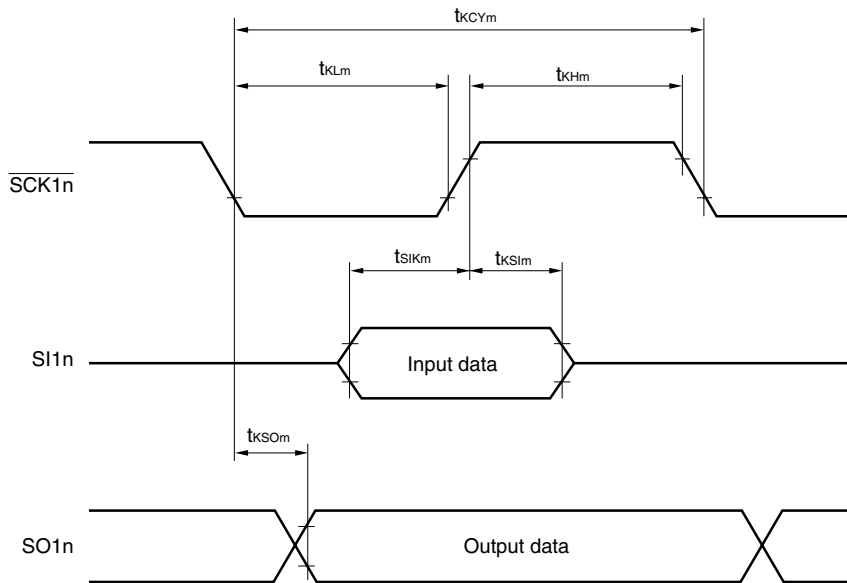 tKCYm
tKLm
tKHm
SCK1n
tSIKm
tKSIm
SI1n
Input data
tKSOm
SO1n
Output data